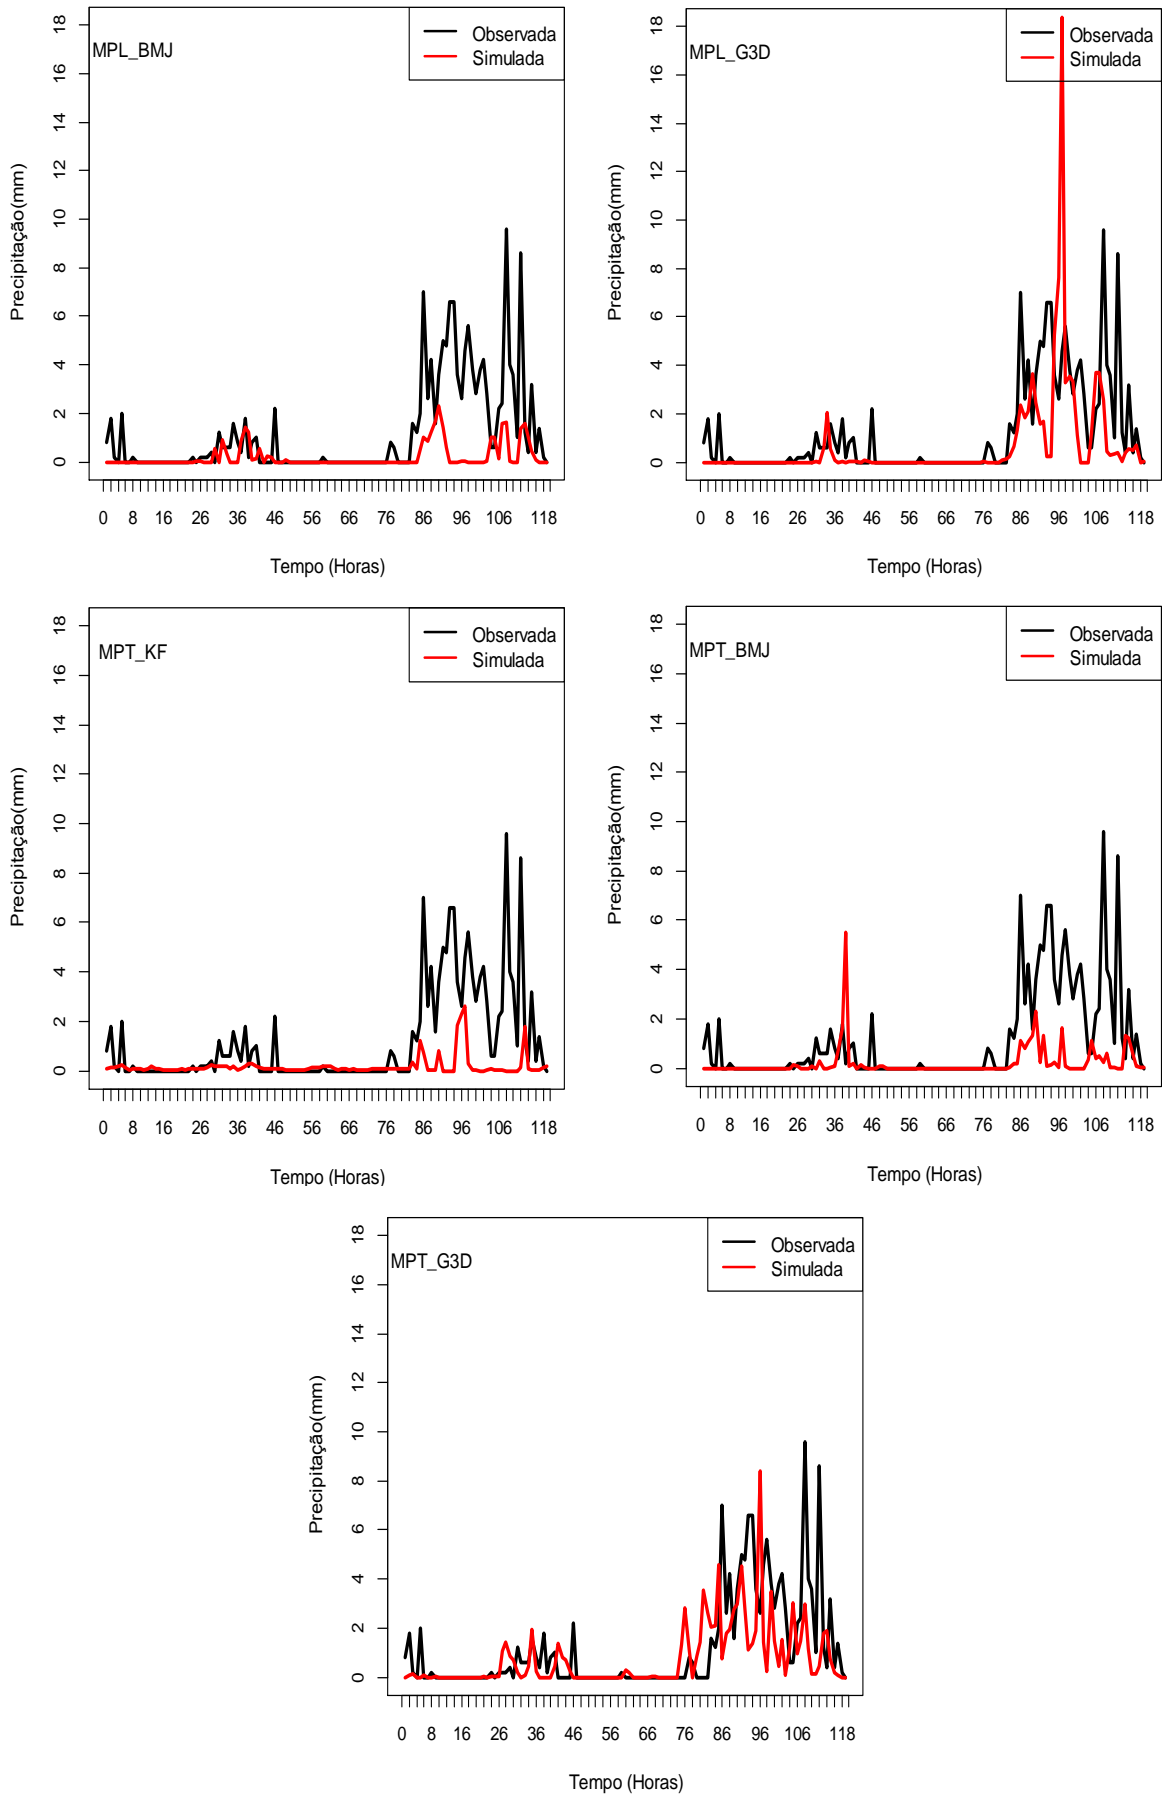 MPL_BMJ
Observada
Simulada
Precipitação(mm)
0 2 4 6 8 10 12 14 16 18
0 8 16 26 36 46 56 66 76 86 96 106 118
Tempo (Horas)
MPL_G3D
Observada
Simulada
Precipitação(mm)
0 2 4 6 8 10 12 14 16 18
0 8 16 26 36 46 56 66 76 86 96 106 118
Tempo (Horas)
MPT_KF
Observada
Simulada
Precipitação(mm)
0 2 4 6 8 10 12 14 16 18
0 8 16 26 36 46 56 66 76 86 96 106 118
Tempo (Horas)
MPT_BMJ
Observada
Simulada
Precipitação(mm)
0 2 4 6 8 10 12 14 16 18
0 8 16 26 36 46 56 66 76 86 96 106 118
Tempo (Horas)
MPT_G3D
Observada
Simulada
Precipitação(mm)
0 2 4 6 8 10 12 14 16 18
0 8 16 26 36 46 56 66 76 86 96 106 118
Tempo (Horas)